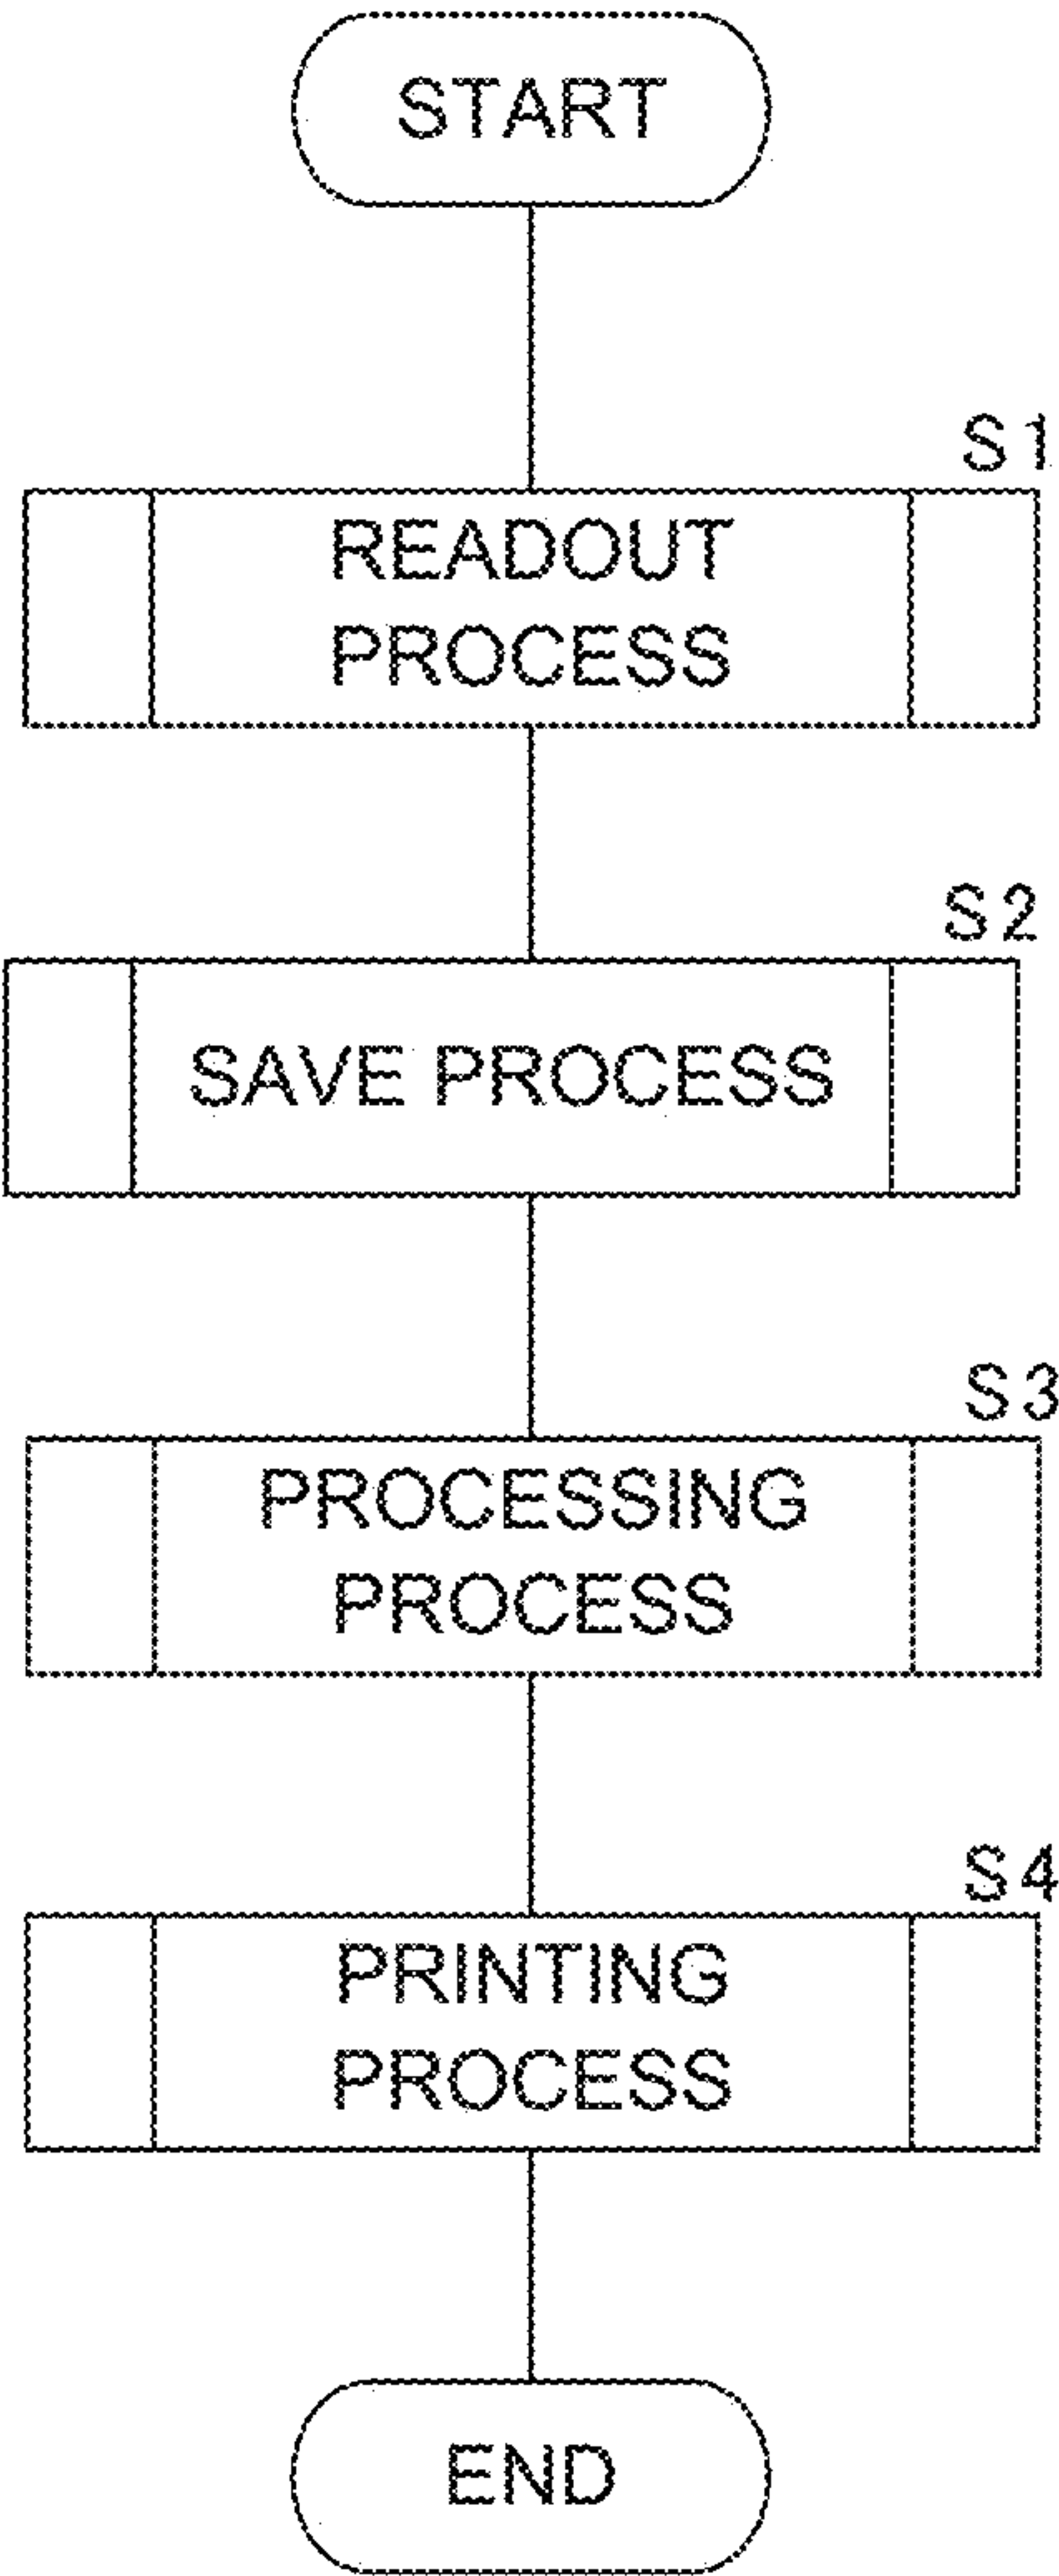 START
S1
READOUT
PROCESS
S2
SAVE PROCESS
S3
PROCESSING
PROCESS
S4
PRINTING
PROCESS
END